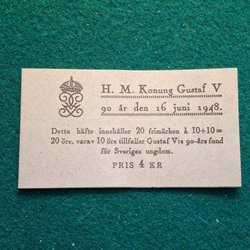 H. M. Konung Gustaf V
90 år den 16 juni 1948.
Detta häfte innehåller 20 frimärken à 10+10=
20 öre, varav 10 öre tillfaller Gustaf V:s 90-års fond
för Sveriges ungdom.
PRIS 4 KR